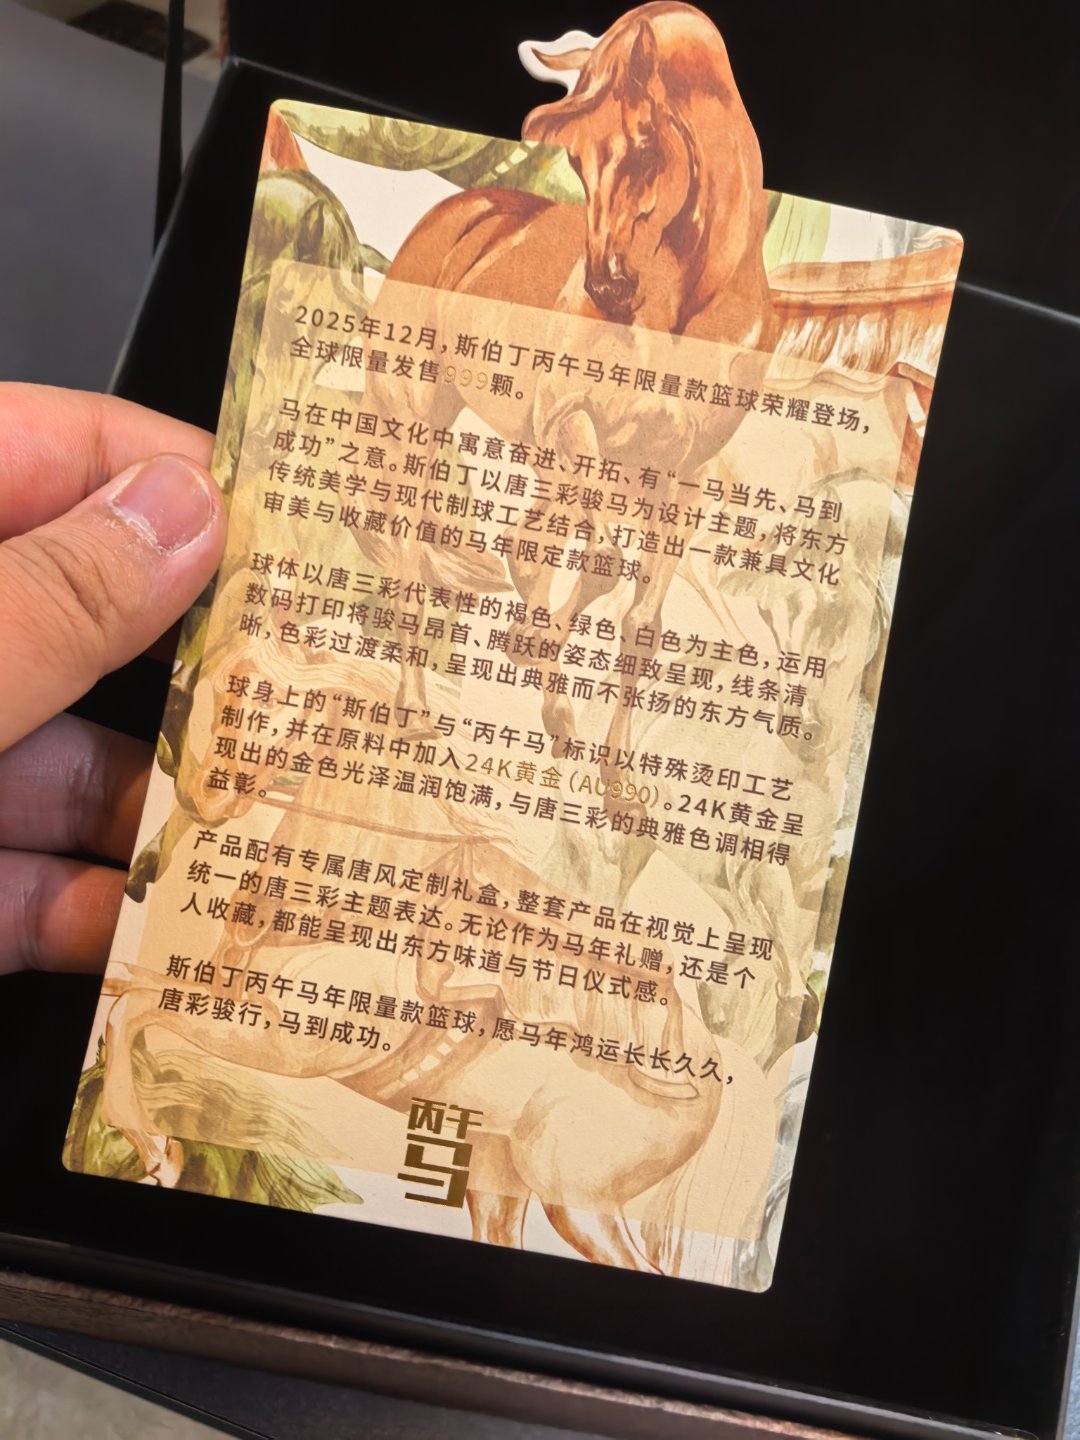 2025年12月，斯伯丁丙午马年限量款篮球荣耀登场，
全球限量发售999颗。
马在中国文化中寓意奋进、开拓、有“一马当先、马到
成功”之意。斯伯丁以唐三彩骏马为设计主题，将东方
传统美学与现代制球工艺结合，打造出一款兼具文化
审美与收藏价值的马年限定款篮球。
球体以唐三彩代表性的褐色、绿色、白色为主色，运用
数码打印将骏马昂首、腾跃的姿态细致呈现，线条清
晰，色彩过渡柔和，呈现出典雅而不张扬的东方气质。
球身上的“斯伯丁”与“丙午马”标识以特殊烫印工艺
制作，并在原料中加入24K黄金（AU990）。24K黄金呈
现出的金色光泽温润饱满，与唐三彩的典雅色调相得
益彰。
产品配有专属唐风定制礼盒，整套产品在视觉上呈现
统一的唐三彩主题表达。无论作为马年礼赠，还是个
人收藏，都能呈现出东方味道与节日仪式感。
斯伯丁丙午马年限量款篮球，愿马年鸿运长长久久，
唐彩骏行，马到成功。
丙午
马